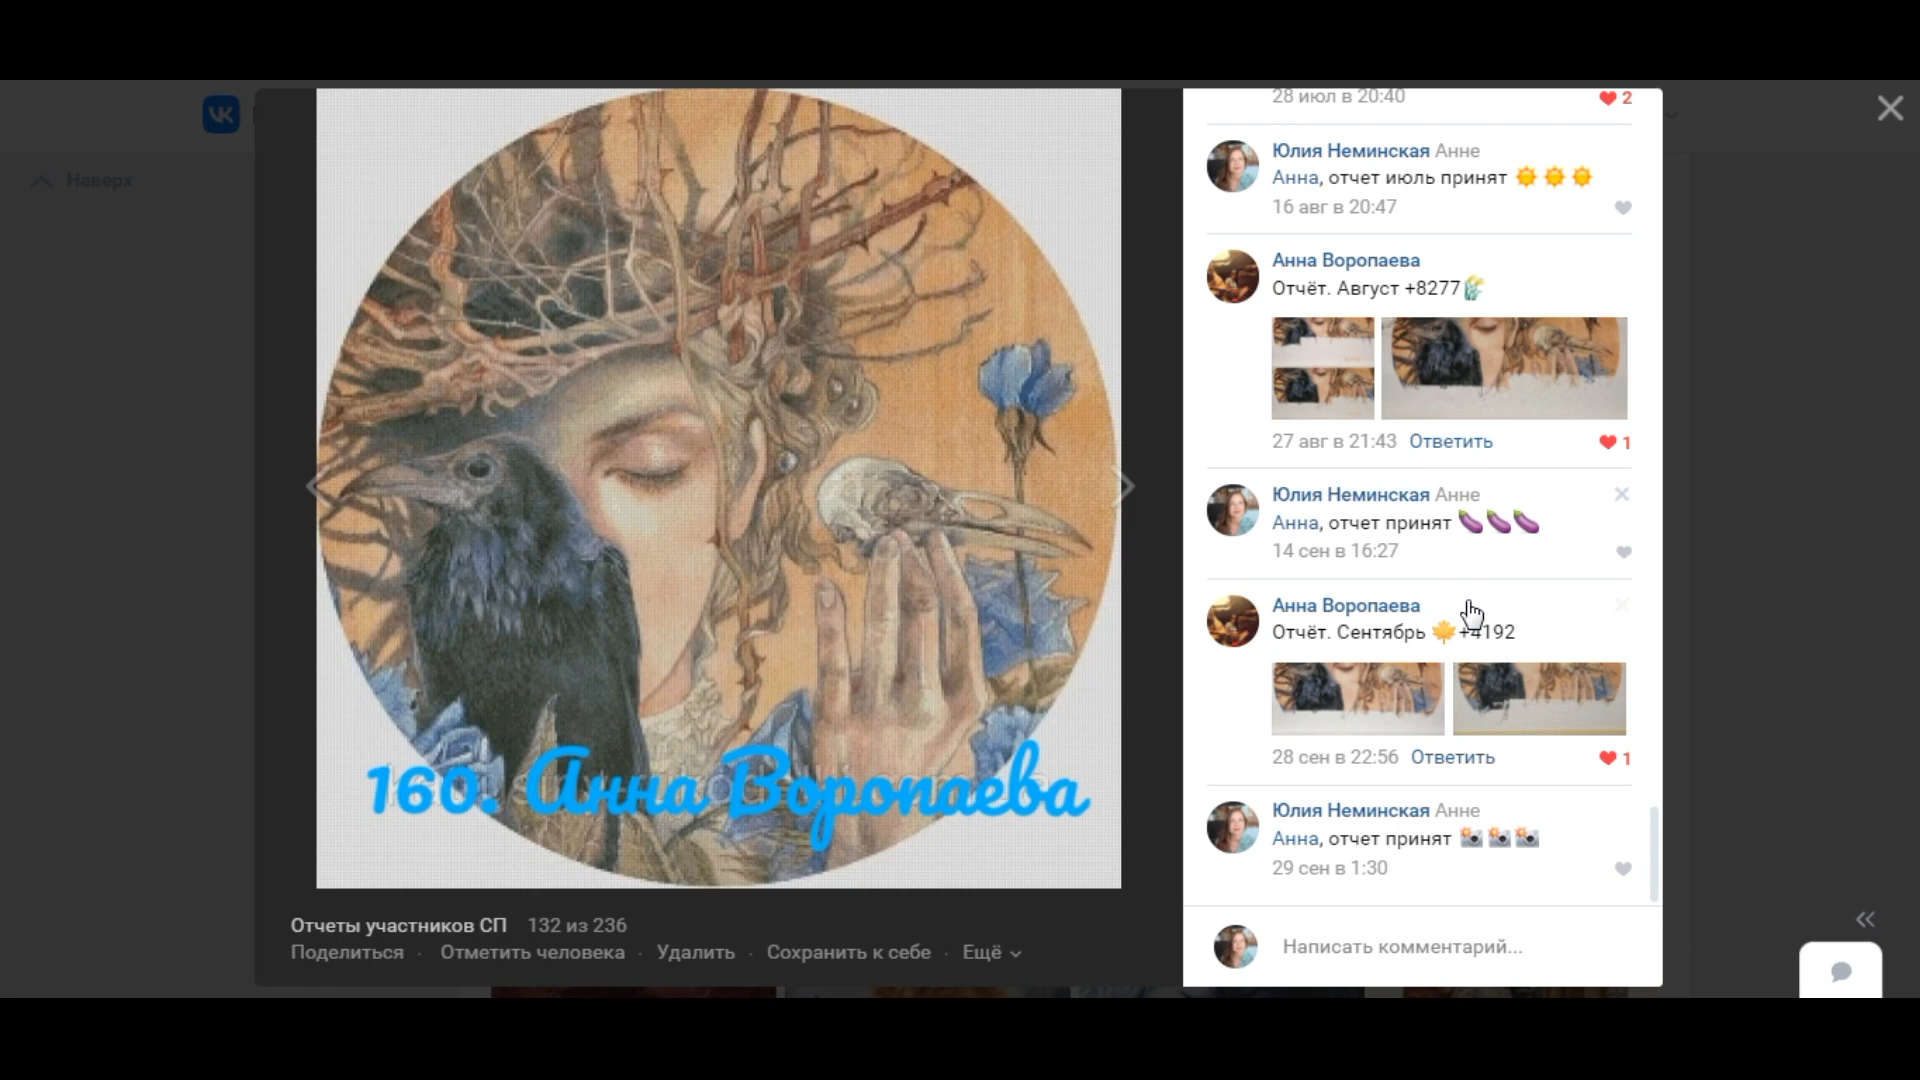 Наверх
160. Анна Воропаева
Отчеты участников СП 132 из 236
Поделиться · Отметить человека · Удалить · Сохранить к себе · Ещё
28 июл в 20:40 2
Юлия Неминская Анне
Анна, отчет июль принят ☀️☀️☀️
16 авг в 20:47
Анна Воропаева
Отчёт. Август +8277
27 авг в 21:43 Ответить 1
Юлия Неминская Анне
Анна, отчет принят 🍆🍆🍆
14 сен в 16:27
Анна Воропаева
Отчёт. Сентябрь 🍁+4192
28 сен в 22:56 Ответить 1
Юлия Неминская Анне
Анна, отчет принят 📸📸📸
29 сен в 1:30
Написать комментарий...